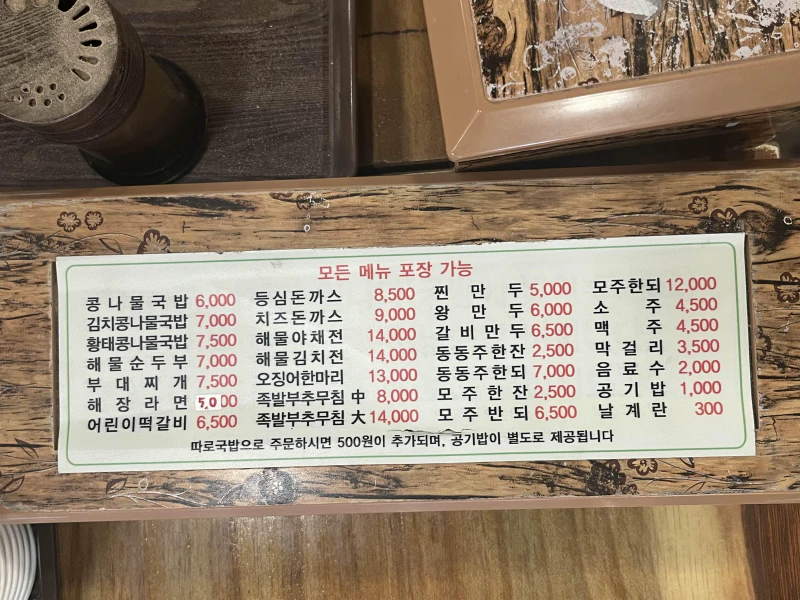 모든 메뉴 포장 가능
콩나물국밥 6,000
김치콩나물국밥 7,000
황태콩나물국밥 7,500
해물순두부 7,000
부대찌개 7,500
해장라면 5,000
어린이떡갈비 6,500
등심돈까스 8,500
치즈돈까스 9,000
해물야채전 14,000
해물김치전 14,000
오징어한마리 13,000
족발부추무침 中 8,000
족발부추무침 大 14,000
찐만두 5,000
왕만두 6,000
갈비만두 6,500
동동주한잔 2,500
동동주한되 7,000
모주한잔 2,500
모주반되 6,500
모주한되 12,000
소주 4,500
맥주 4,500
막걸리 3,500
음료수 2,000
공기밥 1,000
날계란 300
따로국밥으로 주문하시면 500원이 추가되며, 공기밥이 별도로 제공됩니다